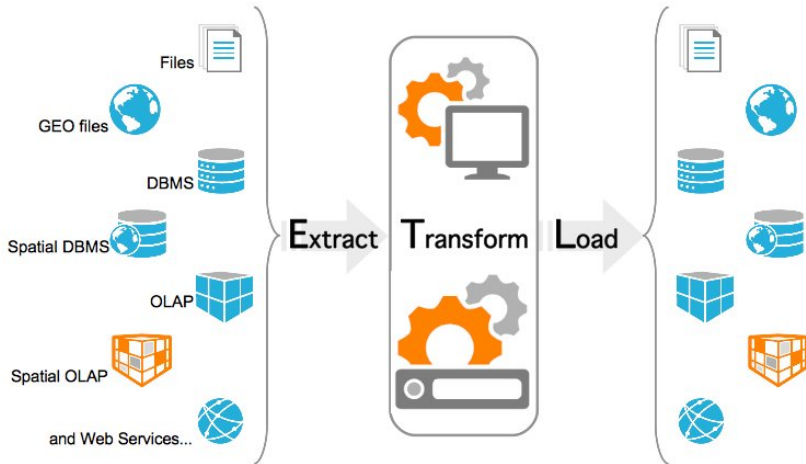 Files
GEO files
DBMS
Spatial DBMS
OLAP
Spatial OLAP
and Web Services...
Extract Transform Load